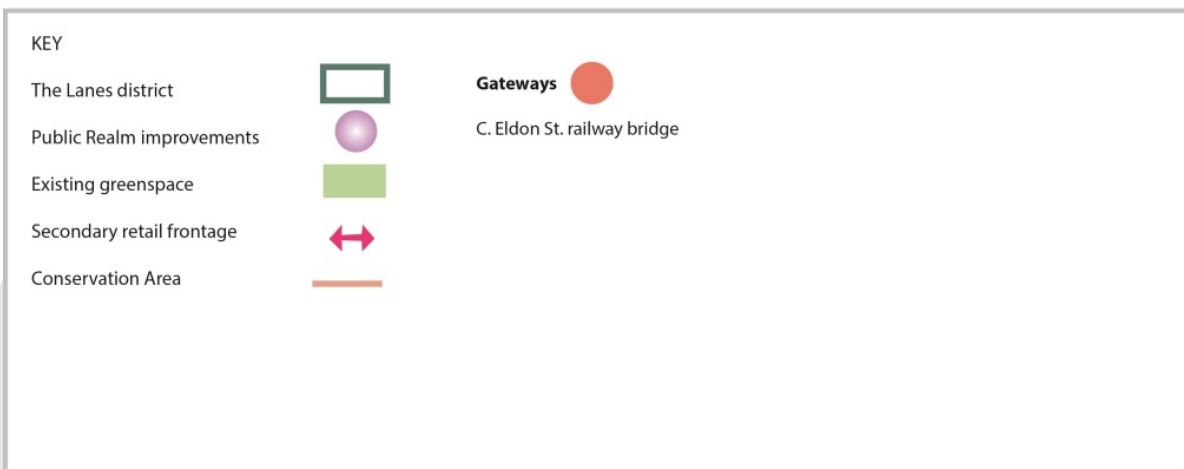 KEY
The Lanes district
Public Realm improvements
Existing greenspace
Secondary retail frontage
Conservation Area
Gateways
C. Eldon St. railway bridge